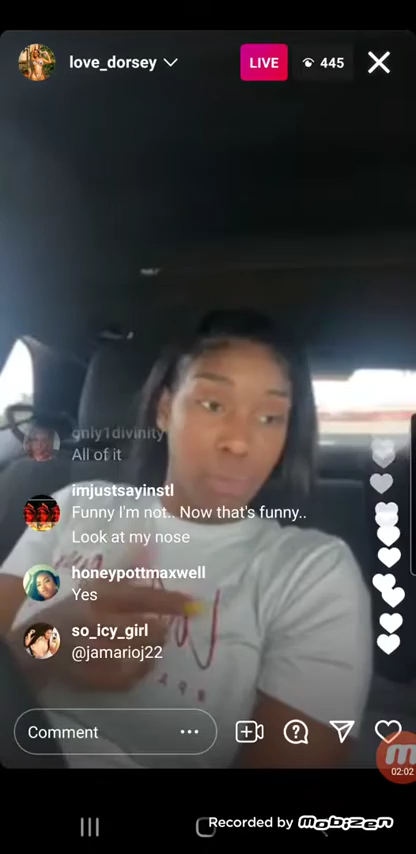 love_dorsey
LIVE
445
only1divinity
All of it
imjustsayinstl
Funny I'm not.. Now that's funny..
Look at my nose
honeypottmaxwell
Yes
so_icy_girl
@jamarioj22
Comment
02:02
Recorded by mobizen